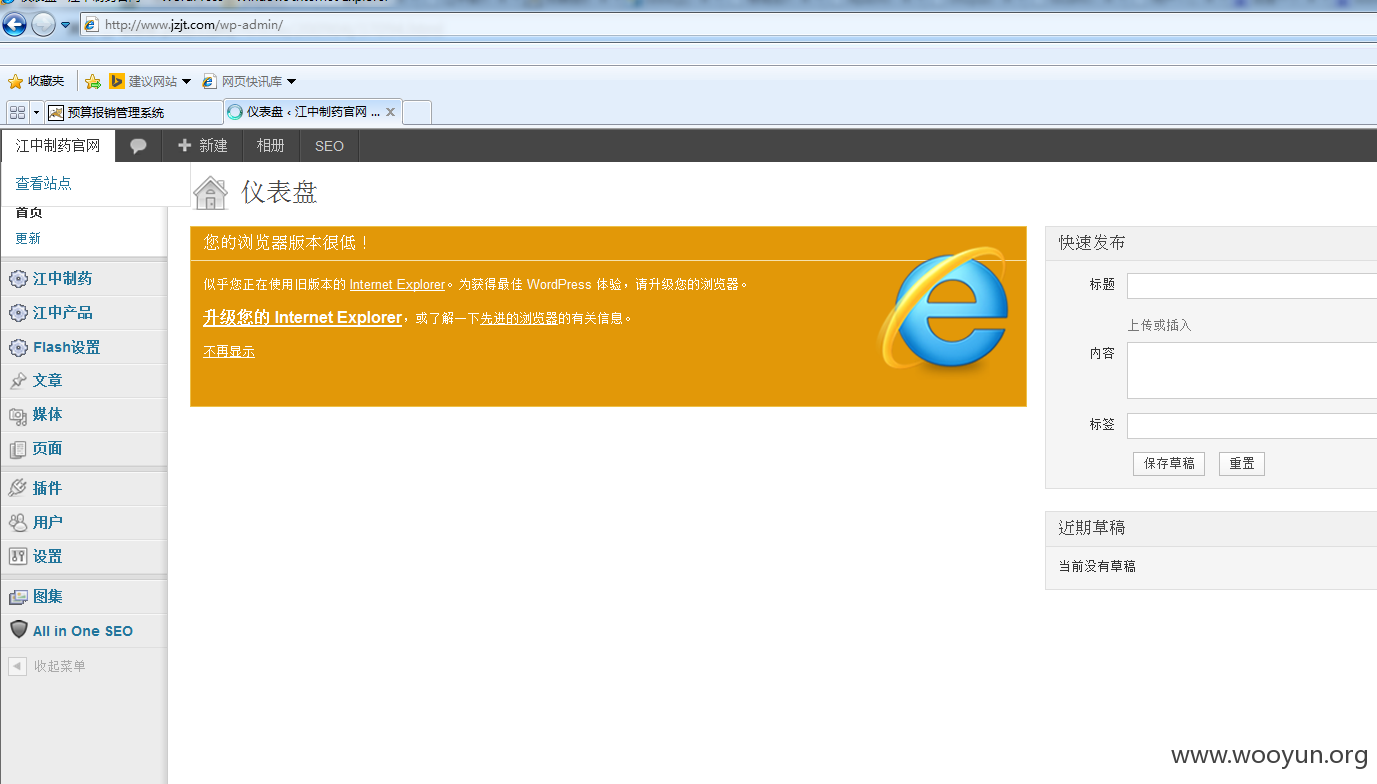 http://www.jzjt.com/wp-admin/
收藏夹 建议网站 网页快讯库
预算报销管理系统 仪表盘 ‹ 江中制药官网 ...
江中制药官网 新建 相册 SEO
查看站点
仪表盘
首页
更新
江中制药
江中产品
Flash设置
文章
媒体
页面
插件
用户
设置
图集
All in One SEO
收起菜单
您的浏览器版本很低！
似乎您正在使用旧版本的 Internet Explorer。为获得最佳 WordPress 体验，请升级您的浏览器。
升级您的 Internet Explorer，或了解一下先进的浏览器的有关信息。
不再显示
快速发布
标题
上传或插入
内容
标签
保存草稿 重置
近期草稿
当前没有草稿
www.wooyun.org